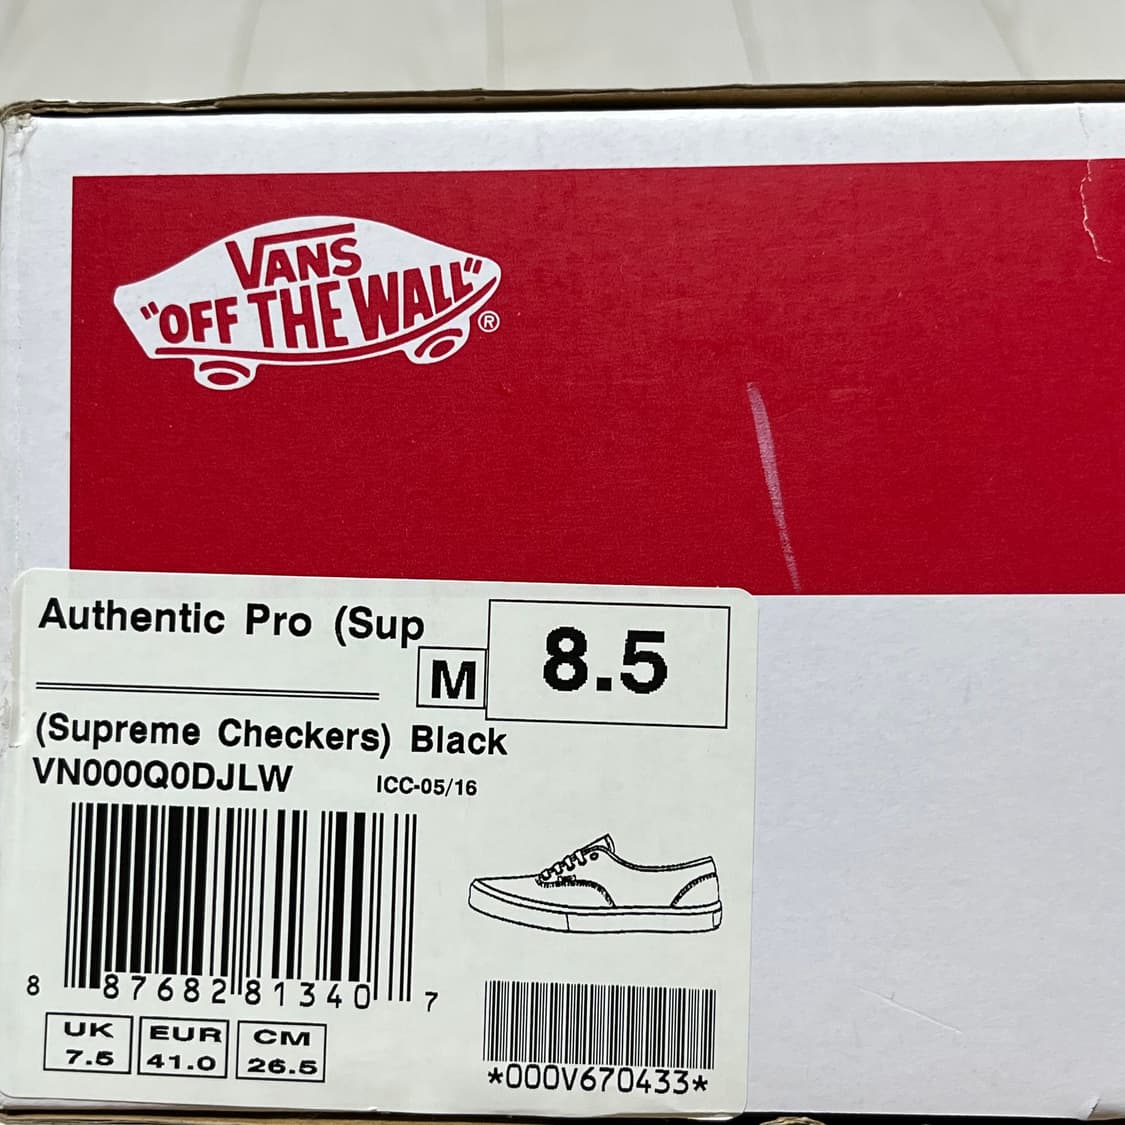 VANS
"OFF THE WALL"
®
Authentic Pro (Sup
M
8.5
(Supreme Checkers) Black
VN000Q0DJLW
ICC-05/16
8 87682 81340 7
UK
7.5
EUR
41.0
CM
26.5
*000V670433*